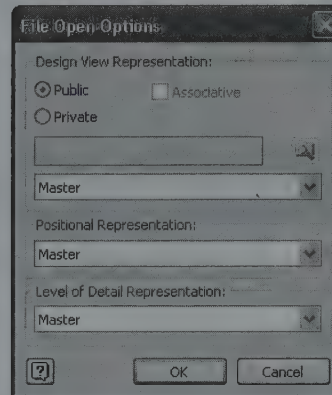 File Open Options
Design View Representation:
Public
Associative
Private
Master
Positional Representation:
Master
Level of Detail Representation:
Master
?
OK
Cancel